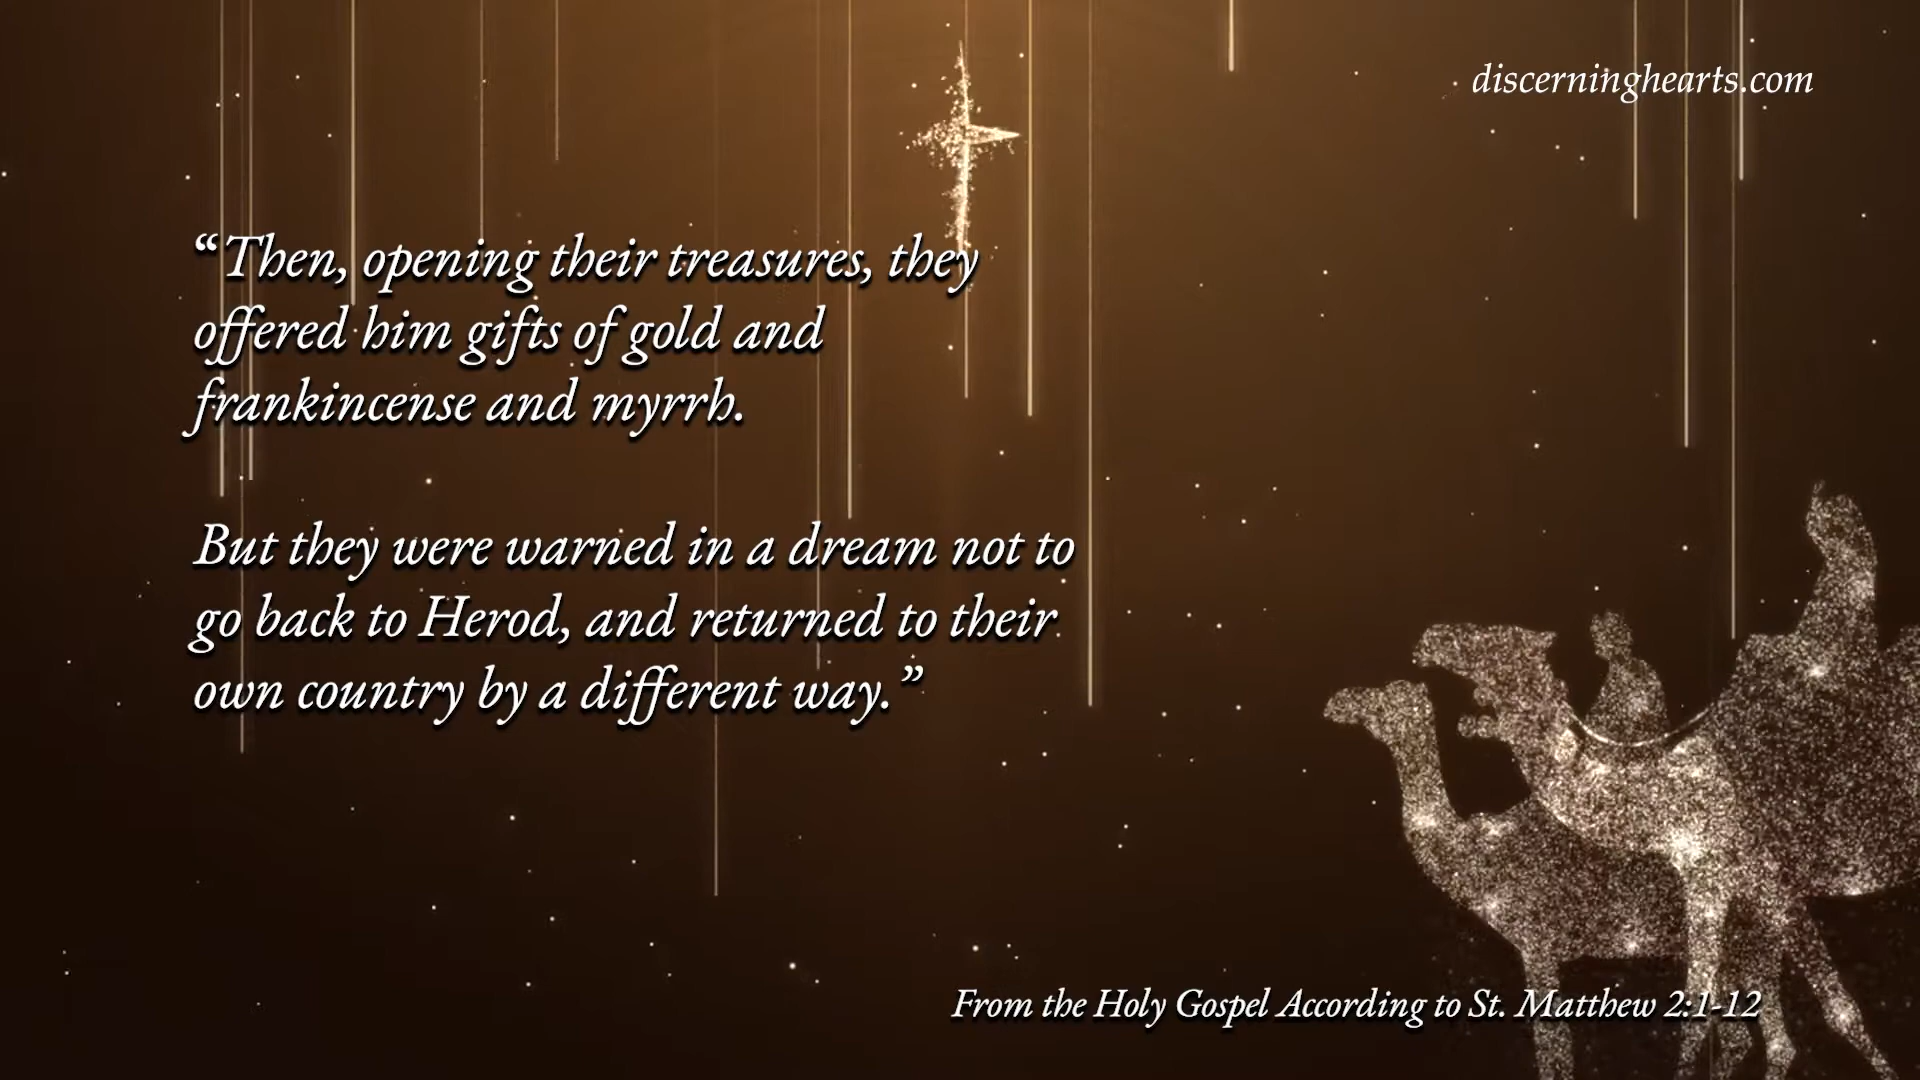 discerninghearts.com
“Then, opening their treasures, they
offered him gifts of gold and
frankincense and myrrh.
But they were warned in a dream not to
go back to Herod, and returned to their
own country by a different way.”
From the Holy Gospel According to St. Matthew 2:1-12